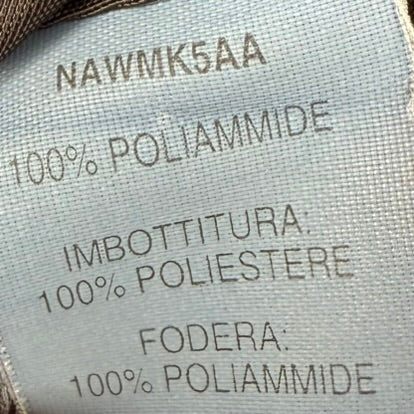 NAWMK5AA
100% POLIAMMIDE
IMBOTTITURA:
100% POLIESTERE
FODERA:
100% POLIAMMIDE